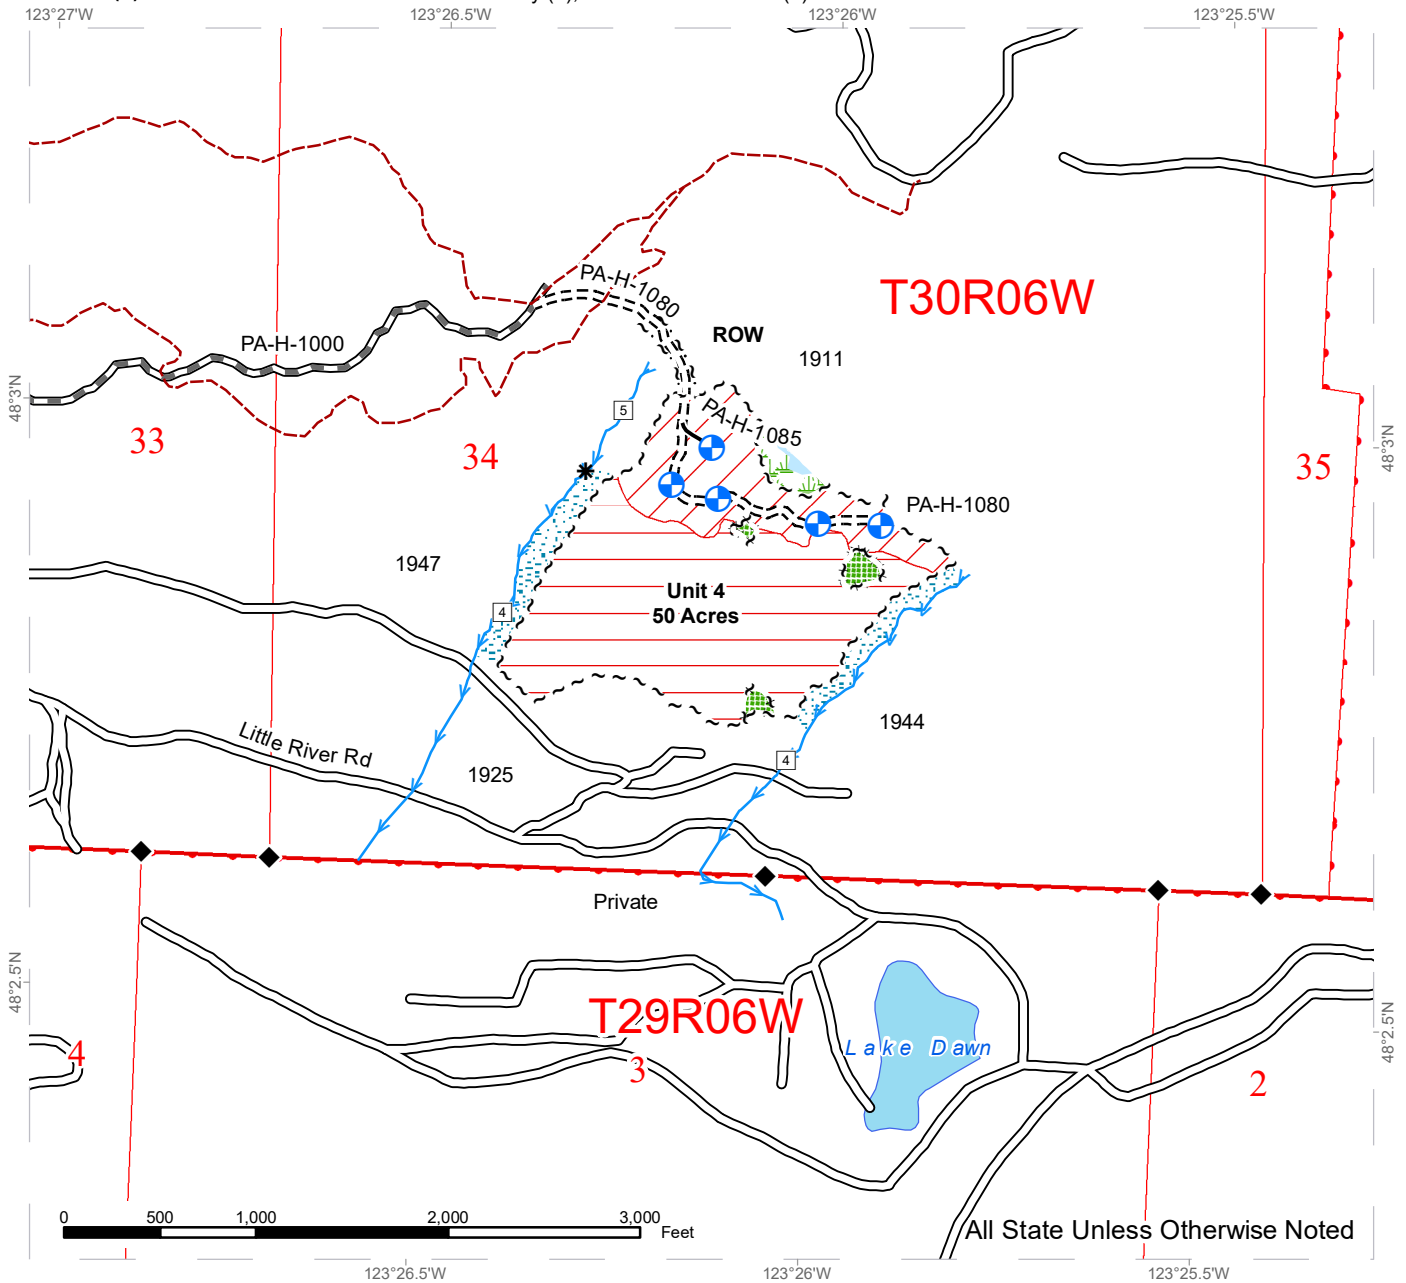 123°27'W
123°26.5'W
123°26'W
123°25.5'W
PA-H-1080
T30R06W
ROW
PA-H-1000
1911
48°3'N
PA-H-1085
5
33
34
48°3'N
35
PA-H-1080
1947
Unit 4
50 Acres
4
1944
Little River Rd
4
1925
Private
48°2.5'N
T29R06W
48°2.5'N
Lake Dawn
4
3
2
0
500
1,000
2,000
3,000
Feet
All State Unless Otherwise Noted
123°26.5'W
123°26'W
123°25.5'W